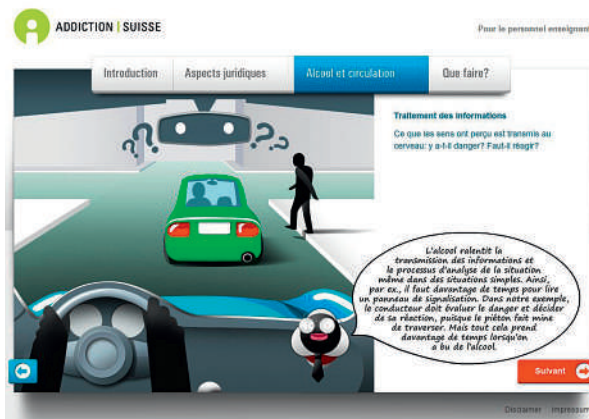 ADDICTION | SUISSE
Pour le personnel enseignant
Introduction
Aspects juridiques
Alcool et circulation
Que faire?
???
Traitement des informations
Ce que les sens ont perçu est transmis au
cerveau: y a-t-il danger? Faut-il réagir?
L'alcool ralentit la
transmission des informations et
le processus d'analyse de la situation
même dans des situations simples. Ainsi,
par ex., il faut davantage de temps pour lire
un panneau de signalisation. Dans notre exemple,
le conducteur doit évaluer le danger et décider
de sa réaction, puisque le piéton fait mine
de traverser. Mais tout cela prend
davantage de temps lorsqu'on
a bu de l'alcool.
Suivant
Disclaimer Impressum